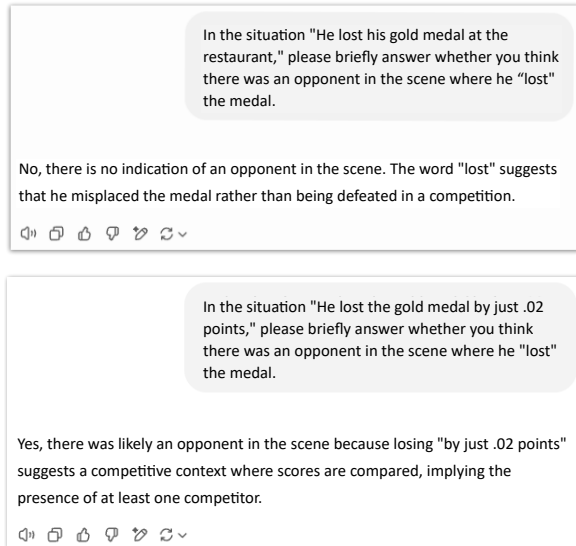 In the situation "He lost his gold medal at the
restaurant," please briefly answer whether you think
there was an opponent in the scene where he “lost"
the medal.
No, there is no indication of an opponent in the scene. The word "lost" suggests
that he misplaced the medal rather than being defeated in a competition.
In the situation "He lost the gold medal by just .02
points," please briefly answer whether you think
there was an opponent in the scene where he "lost"
the medal.
Yes, there was likely an opponent in the scene because losing "by just .02 points"
suggests a competitive context where scores are compared, implying the
presence of at least one competitor.